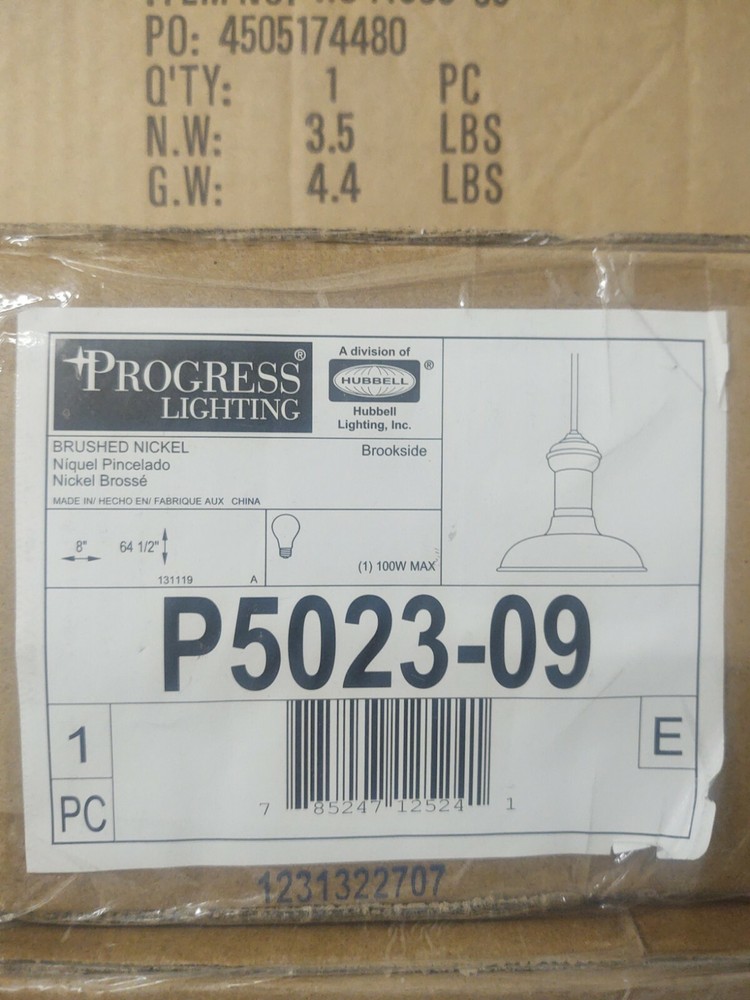 PO: 4505174480
Q'TY: 1 PC
N.W: 3.5 LBS
G.W: 4.4 LBS
PROGRESS®
LIGHTING
A division of
HUBBELL®
Hubbell
Lighting, Inc.
BRUSHED NICKEL
Brookside
Níquel Pincelado
Nickel Brossé
MADE IN/ HECHO EN/ FABRIQUE AUX CHINA
8" 64 1/2"
(1) 100W MAX
131119 A
P5023-09
1
PC
E
7 85247 12524 1
1231322707